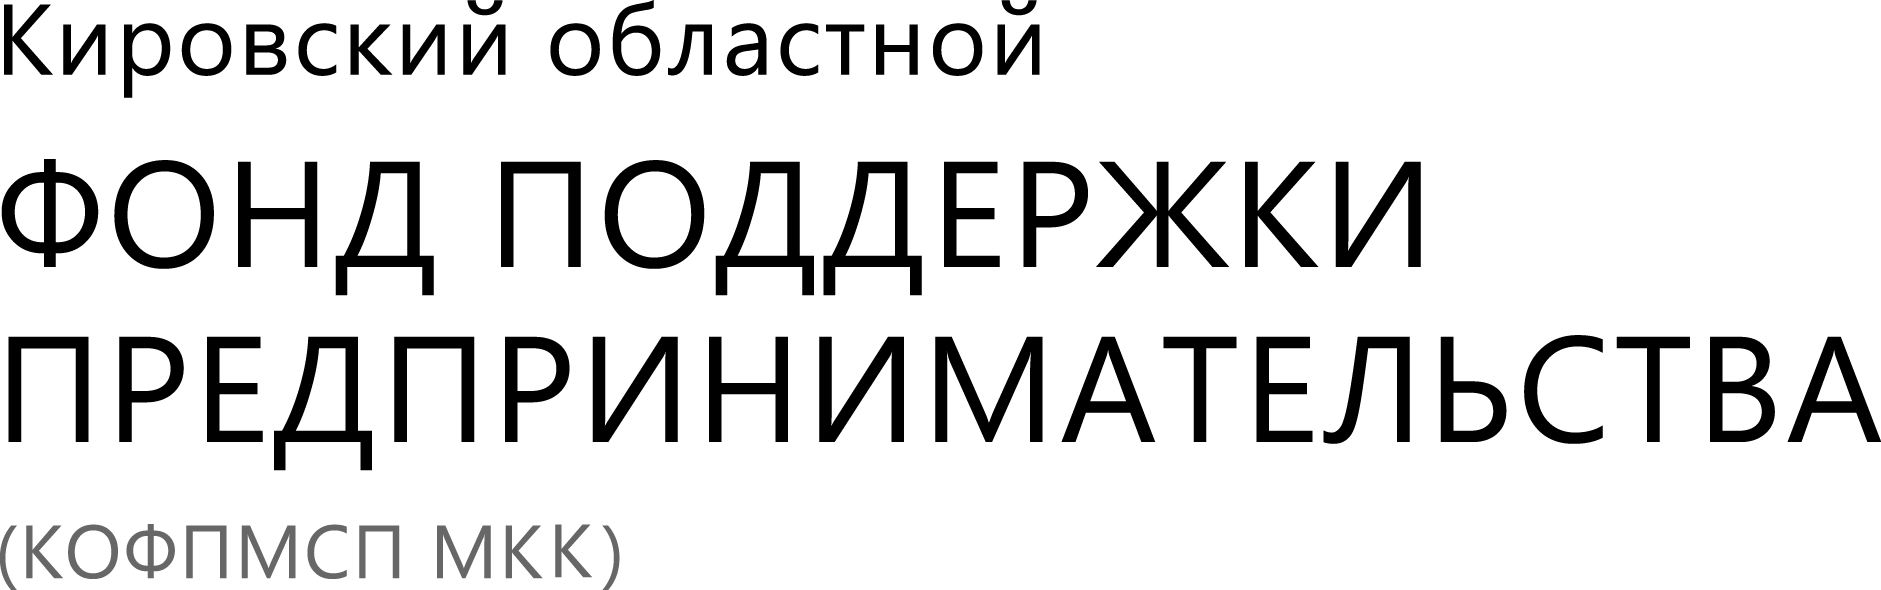 Кировский областной
ФОНД ПОДДЕРЖКИ
ПРЕДПРИНИМАТЕЛЬСТВА
(КОФПМСП МКК)